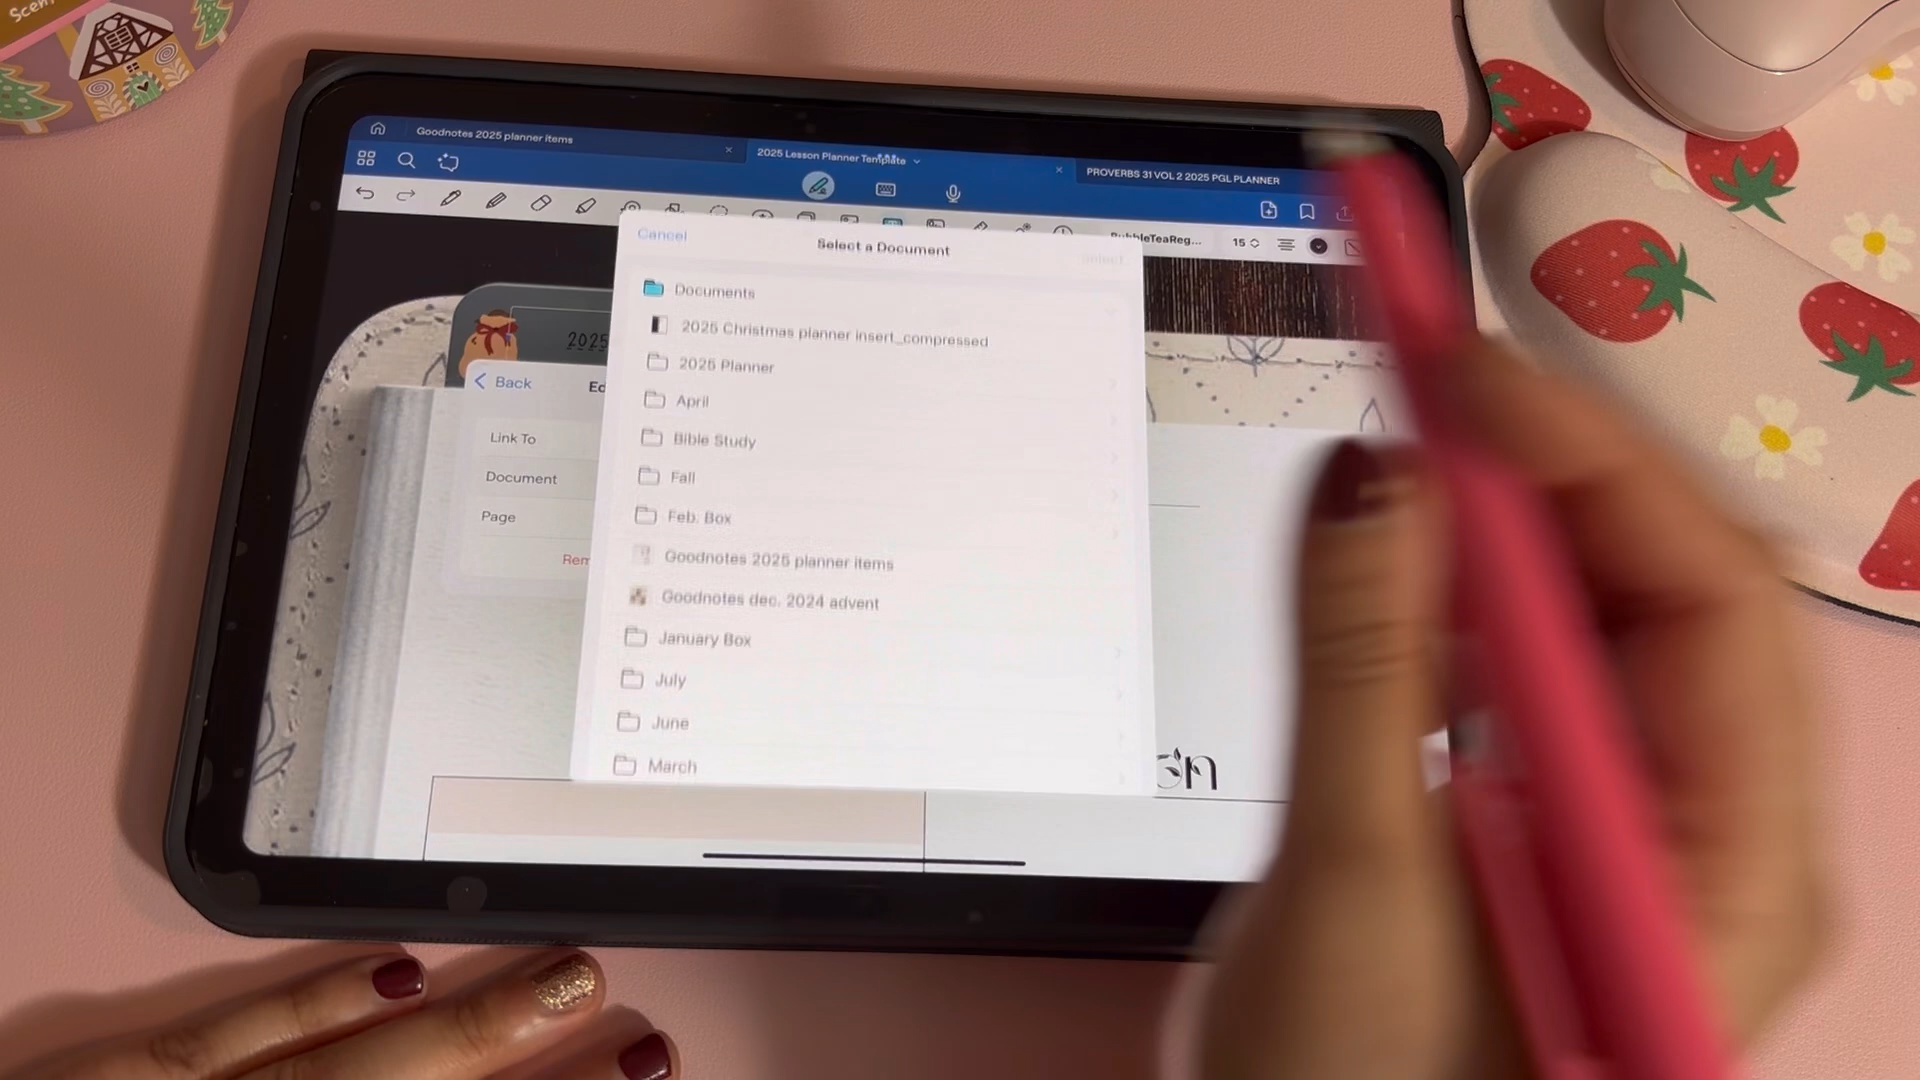 Goodnotes 2025 planner items
2025 Lesson Planner Template
PROVERBS 31 VOL 2 2025 PGL PLANNER
BubbleTeaReg...
15
Cancel
Select a Document
Select
Documents
2025 Christmas planner insert_compressed
2025 Planner
April
Bible Study
Fall
Feb. Box
Goodnotes 2025 planner items
Goodnotes dec. 2024 advent
January Box
July
June
March
2025
Back
Link To
Document
Page